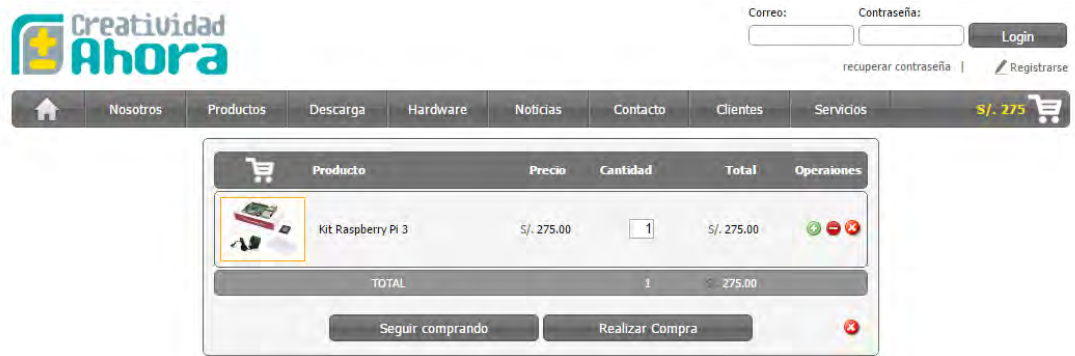 Creatividad
Ahora
Correo: Contraseña:
Login
recuperar contraseña | Registrarse
Nosotros Productos Descarga Hardware Noticias Contacto Clientes Servicios S/. 275
Producto Precio Cantidad Total Operaiones
Kit Raspberry Pi 3 S/. 275.00 1 S/. 275.00
TOTAL 1 S/. 275.00
Seguir comprando Realizar Compra